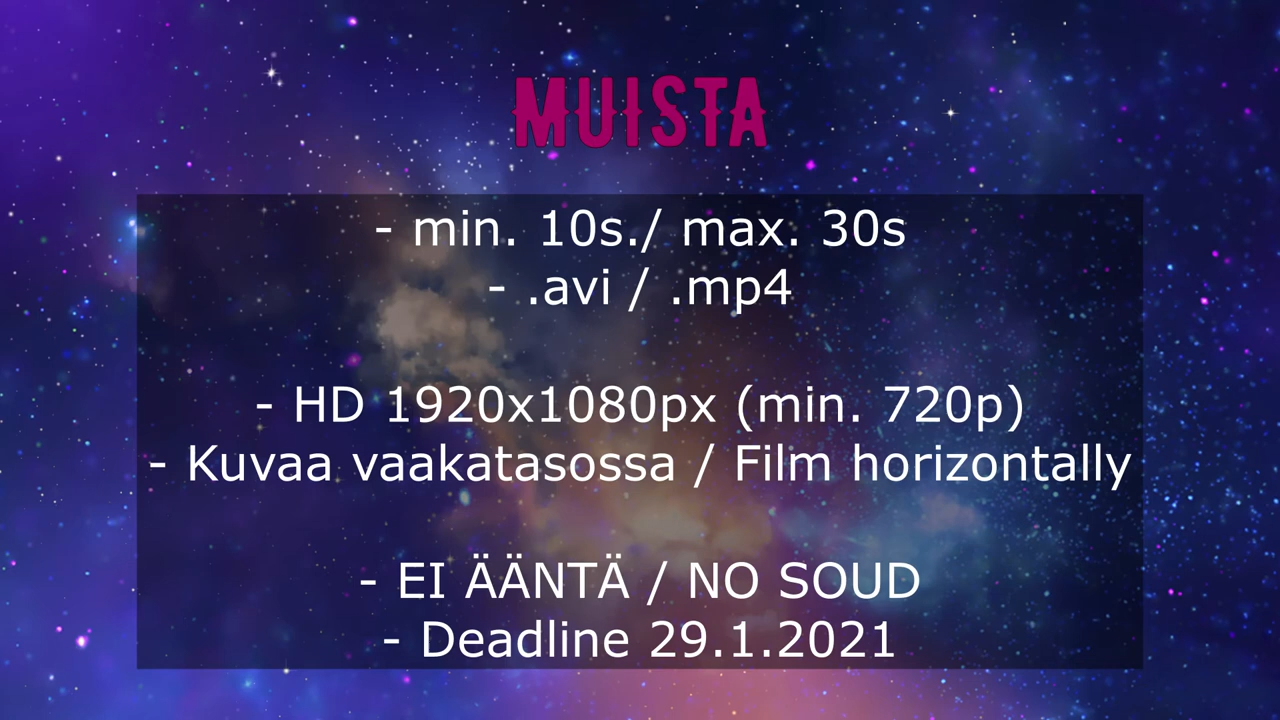 MUISTA
- min. 10s./ max. 30s
- .avi / .mp4
- HD 1920x1080px (min. 720p)
- Kuvaa vaakatasossa / Film horizontally
- EI ÄÄNTÄ / NO SOUD
- Deadline 29.1.2021